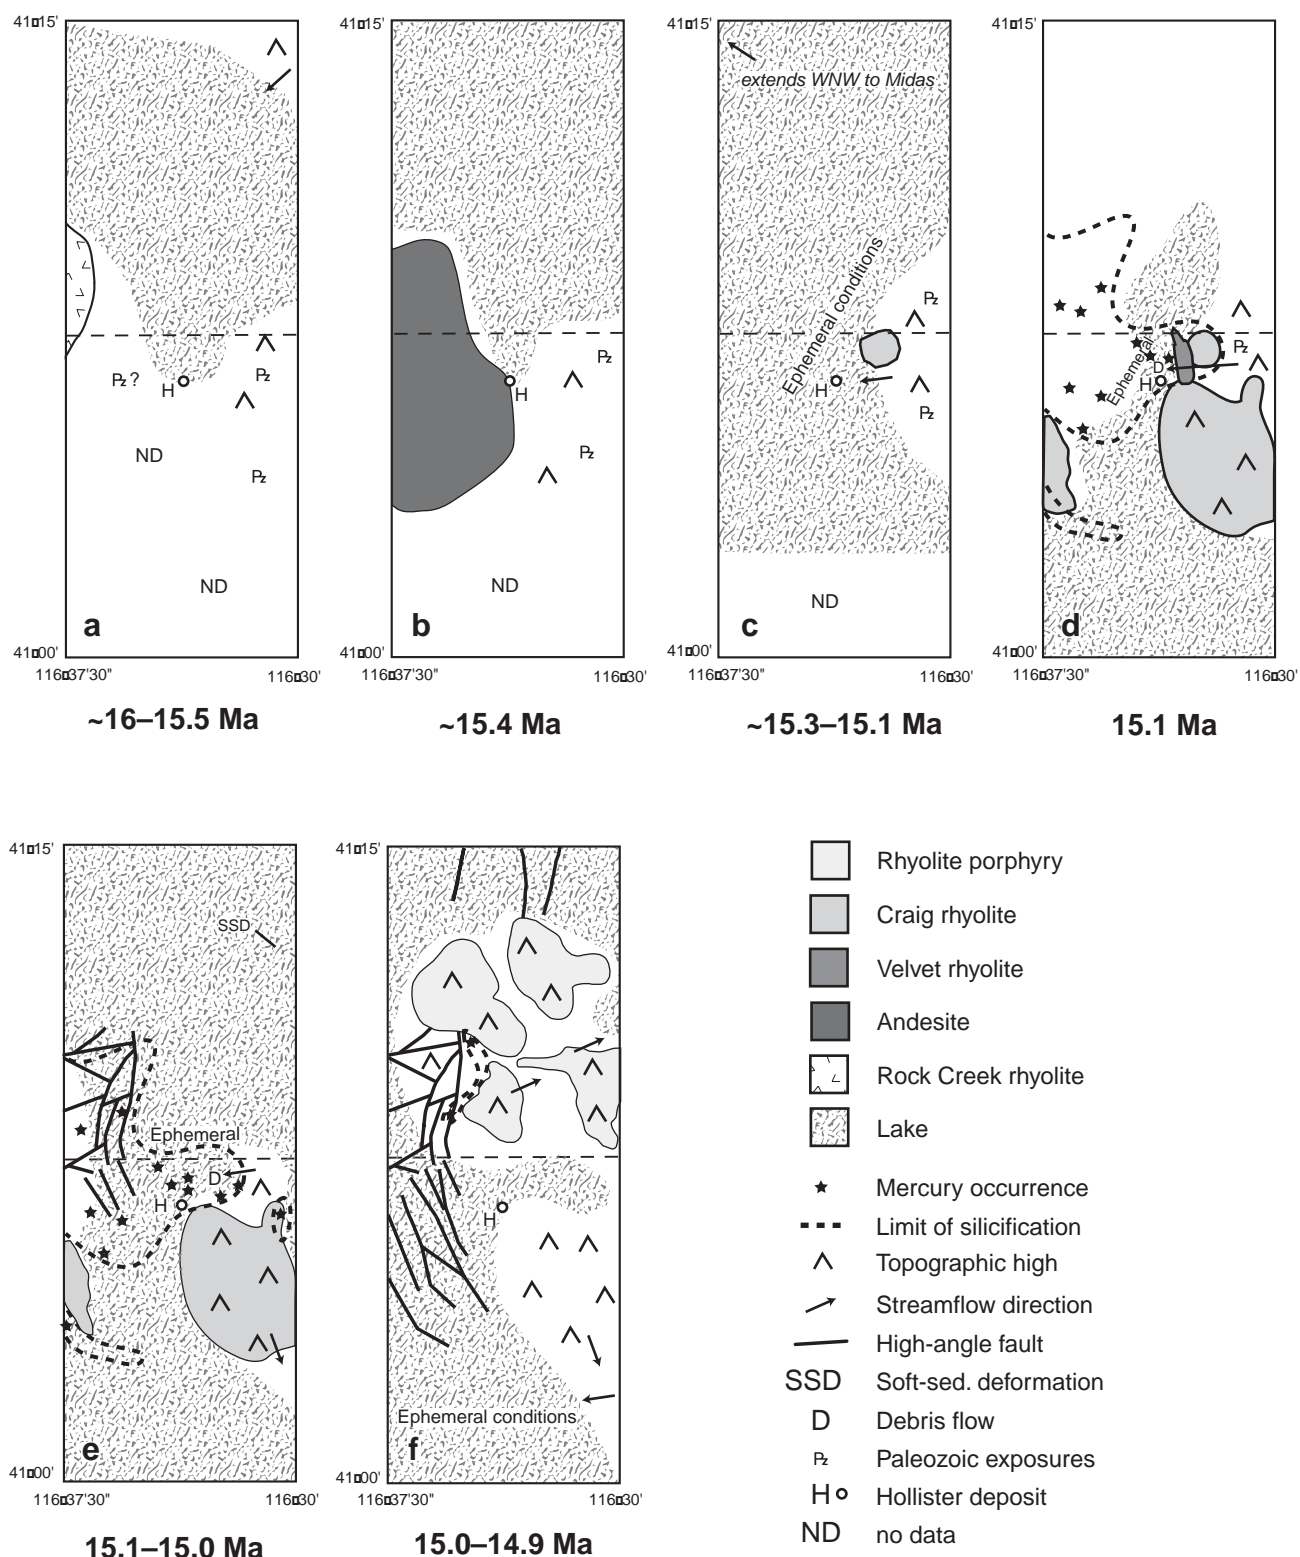 41□15'
Pz?
H
Pz
Pz
ND
ND
a
41□00'
116□37'30"
116□30'
~16–15.5 Ma
41□15'
Pz
H
Pz
ND
b
41□00'
116□37'30"
116□30'
~15.4 Ma
41□15'
extends WNW to Midas
Ephemeral conditions
Pz
H
Pz
ND
c
41□00'
116□37'30"
116□30'
~15.3–15.1 Ma
41□15'
Ephemeral
Pz
D
H
d
41□00'
116□37'30"
116□30'
15.1 Ma
41□15'
SSD
Ephemeral
D
H
e
41□00'
116□37'30"
116□30'
15.1–15.0 Ma
41□15'
H
Ephemeral conditions
f
41□00'
116□37'30"
116□30'
15.0–14.9 Ma
Rhyolite porphyry
Craig rhyolite
Velvet rhyolite
Andesite
Rock Creek rhyolite
Lake
Mercury occurrence
Limit of silicification
Topographic high
Streamflow direction
High-angle fault
SSD Soft-sed. deformation
D Debris flow
Pz Paleozoic exposures
H Hollister deposit
ND no data